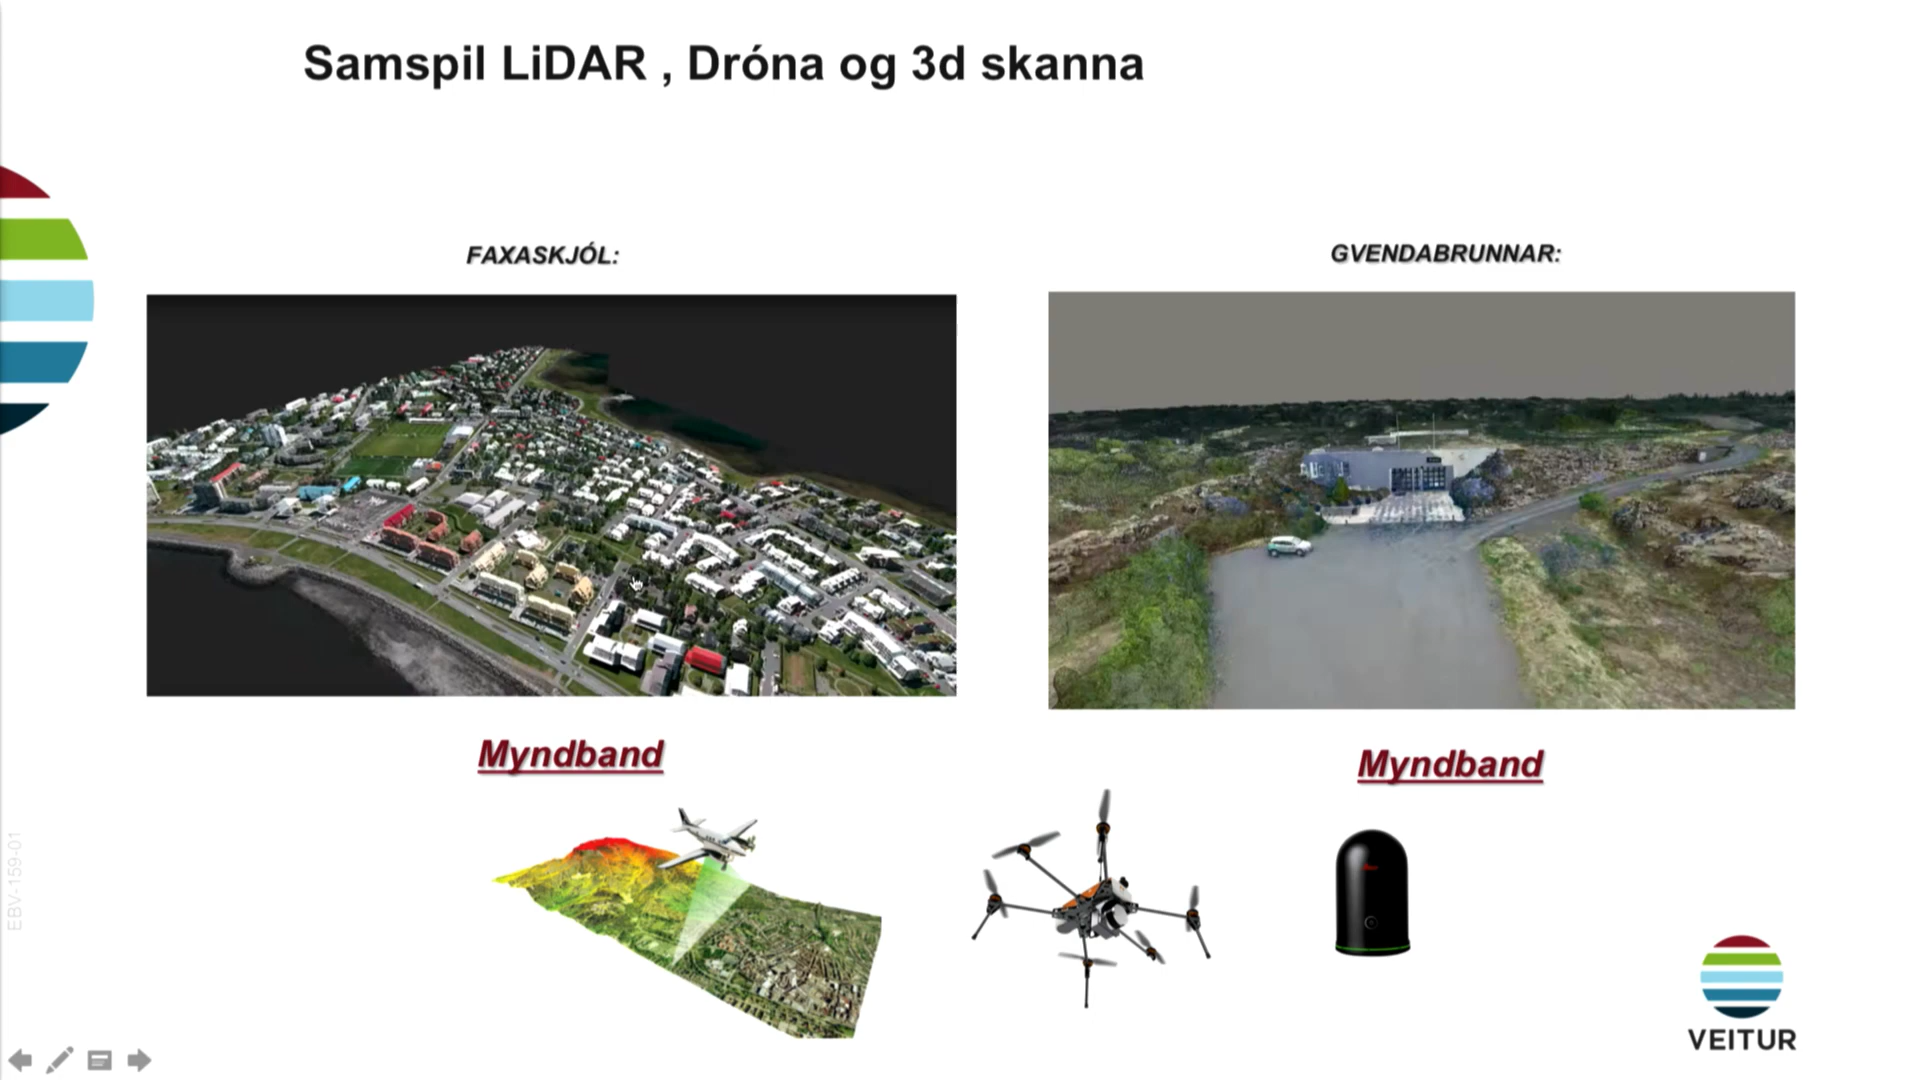 Samspil LiDAR , Dróna og 3d skanna
FAXASKJÓL:
GVENDABRUNNAR:
Myndband
Myndband
EBV-159-01
VEITUR